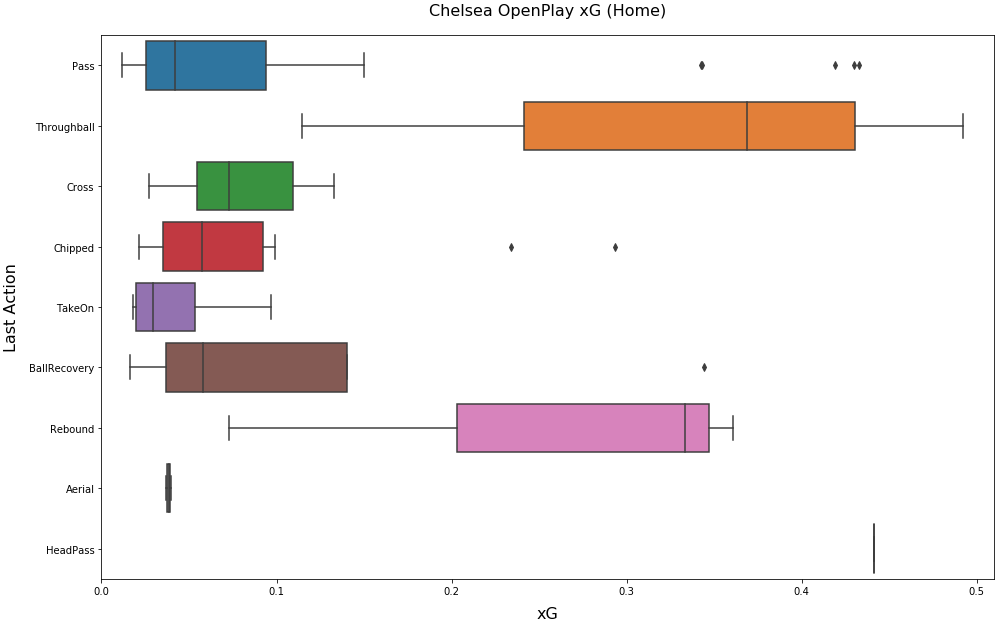 Chelsea OpenPlay xG (Home)
Last Action
Pass
Throughball
Cross
Chipped
TakeOn
BallRecovery
Rebound
Aerial
HeadPass
0.0 0.1 0.2 0.3 0.4 0.5
xG